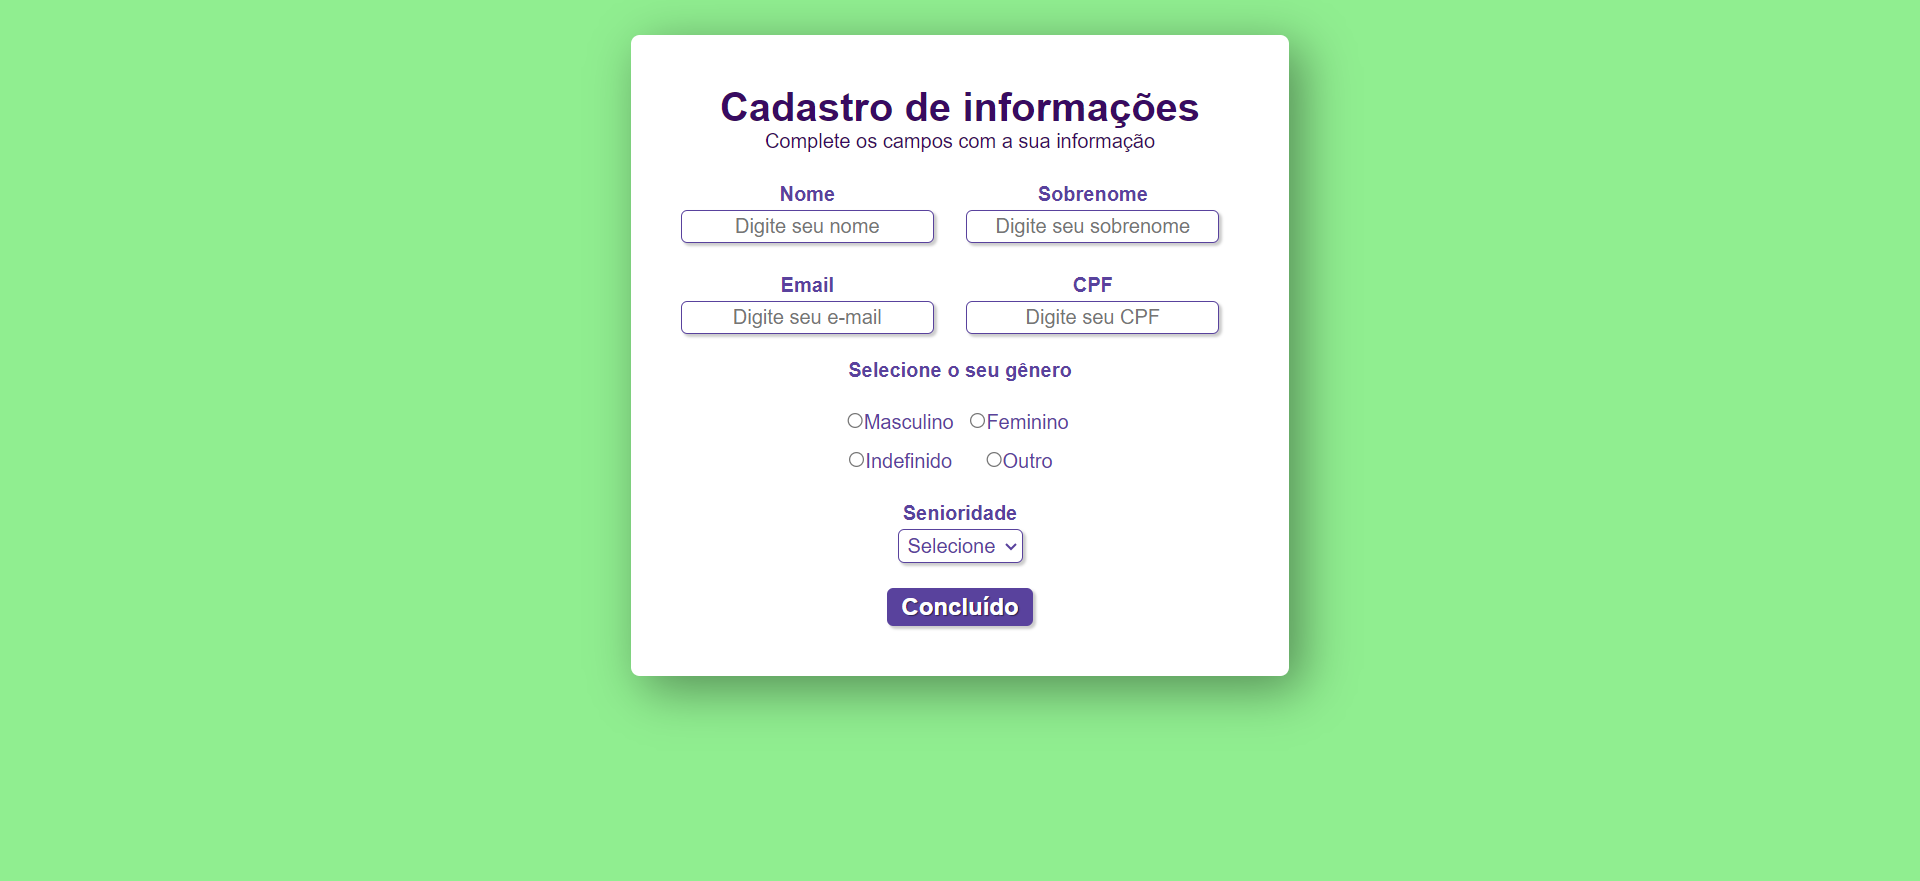 Cadastro de informações
Complete os campos com a sua informação
Nome Sobrenome
Digite seu nome Digite seu sobrenome
Email CPF
Digite seu e-mail Digite seu CPF
Selecione o seu gênero
Masculino Feminino
Indefinido Outro
Senioridade
Selecione
Concluído